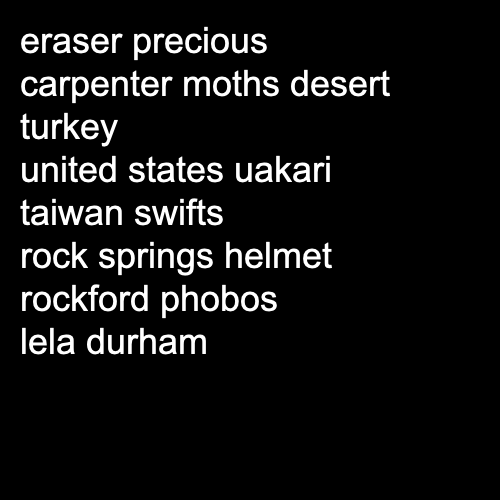 eraser precious
carpenter moths desert
turkey
united states uakari
taiwan swifts
rock springs helmet
rockford phobos
lela durham